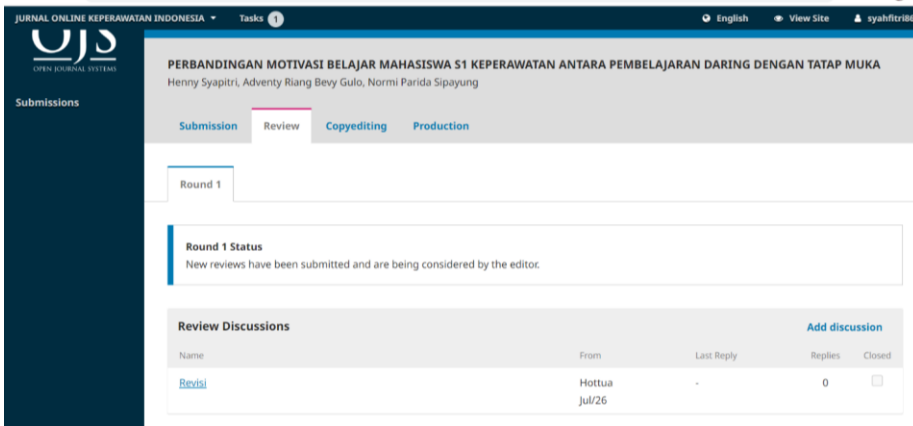 JURNAL ONLINE KEPERAWATAN INDONESIA Tasks 1 English View Site syahfitri86
OJS
OPEN JOURNAL SYSTEMS
Submissions
PERBANDINGAN MOTIVASI BELAJAR MAHASISWA S1 KEPERAWATAN ANTARA PEMBELAJARAN DARING DENGAN TATAP MUKA
Henny Syapitri, Adventy Riang Bevy Gulo, Normi Parida Sipayung
Submission Review Copyediting Production
Round 1
Round 1 Status
New reviews have been submitted and are being considered by the editor.
Review Discussions Add discussion
Name From Last Reply Replies Closed
Revisi Hottua - 0
Jul/26